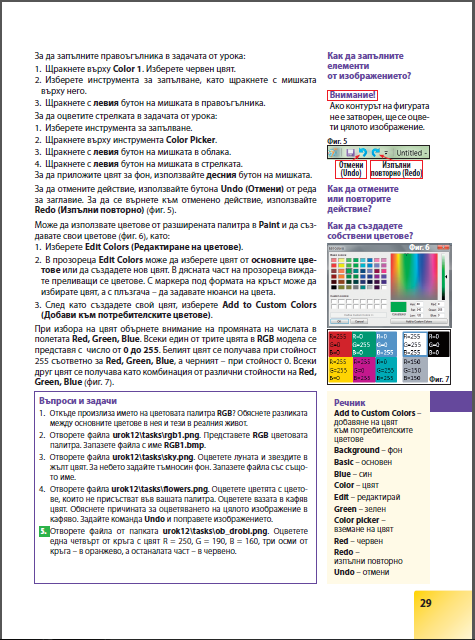 За да запълните правоъгълника в задачата от урока:
1. Щракнете върху Color 1. Изберете червен цвят.
2. Изберете инструмента за запълване, като щракнете с мишката
върху него.
3. Щракнете с левия бутон на мишката в правоъгълника.
За да оцветите стрелката в задачата от урока:
1. Изберете инструмента за запълване.
2. Щракнете върху инструмента Color Picker.
3. Щракнете с левия бутон на мишката в облака.
4. Щракнете с левия бутон на мишката в стрелката.
За да приложите цвят за фон, използвайте десния бутон на мишката.
За да отмените действие, използвайте бутона Undo (Отмени) от реда
за заглавие. За да се върнете към отменено действие, използвайте
Redo (Изпълни повторно) (фиг. 5).
Може да използвате цветове от разширената палитра в Paint и да съз-
давате свои цветове (фиг. 6), като:
1. Изберете Edit Colors (Редактиране на цветове).
2. В прозореца Edit Colors може да изберете цвят от основните цве-
тове или да създадете нов цвят. В дясната част на прозореца вижда-
те преливащи се цветове. С маркера под формата на кръст може да
избирате цвят а с плъзгача – да задавате нюанси на цвета.
3. След като създадете свой цвят, изберете Add to Custom Colors
(Добави към потребителските цветове).
При избора на цвят обърнете внимание на промяната на числата в
полетата Red, Green, Blue. Всеки един от трите цвята в RGB модела се
представя с число от 0 до 255. Белият цвят се получава при стойност
255 съответно за Red, Green, Blue, а черният – при стойност 0. Всеки
друг цвят се получава като комбинация от различни стойности на Red,
Green, Blue (фиг. 7).
Как да запълните
елементи
от изображението?
Внимание!
Ако контурът на фигурата
не е затворен, ще се оцве-
ти цялото изображение.
Фиг. 5
Untitled -
Отмени (Undo)
Изпълни повторно (Redo)
Как да отмените
или повторите
действие?
Как да създадете
собствени цветове?
Фиг. 6
R=255 R=0 R=0 R=255
B=0 B=0 B=255 B=255
G=0 G=255 G=0 G=255
R=255 R=255 R=150 R=0
G=255 G=0 G=150 G=0
B=0 B=255 B=150 B=0
Фиг. 7
Въпроси и задачи
1. Откъде произлиза името на цветовата палитра RGB? Обяснете разликата
между основните цветове в нея и тези в реалния живот.
2. Отворете файла urok12\tasks\rgb1.png. Представете RGB цветовата
палитра. Запазете файла с име RGB1.bmp.
3. Отворете файла urok12\tasks\sky.png. Оцветете луната и звездите в
жълт цвят. За небето задайте тъмносин фон. Запазете файла със също-
то име.
4. Отворете файла urok12\tasks\flowers.png. Оцветете цветята с цвето-
ве, които не присъстват във вашата палитра. Оцветете вазата в кафяв
цвят. Обяснете причината за оцветяването на цялото изображение в
кафяво. Задайте команда Undo и поправете изображението.
5. Отворете файла от папката urok12\tasks\ob_drobi.png. Оцветете
една четвърт от кръга с цвят R = 250, G = 190, B = 160, три осми от
кръга – в оранжево, а останалата част – в червено.
Речник
Add to Custom Colors –
добавяне на цвят
към потребителските
цветове
Background – фон
Basic – основен
Blue – син
Color – цвят
Edit – редактирай
Green – зелен
Color picker –
вземане на цвят
Red – червен
Redo –
изпълни повторно
Undo – отмени
29